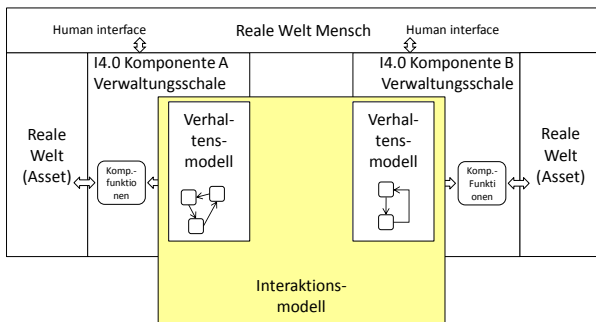 Reale Welt Mensch
Human interface
Human interface
I4.0 Komponente A
Verwaltungsschale
I4.0 Komponente B
Verwaltungsschale
Reale
Welt
(Asset)
Komp.-
funktio
nen
Verhal-
tens-
modell
Verhal-
tens-
modell
Komp.-
Funkti
onen
Reale
Welt
(Asset)
Interaktions-
modell